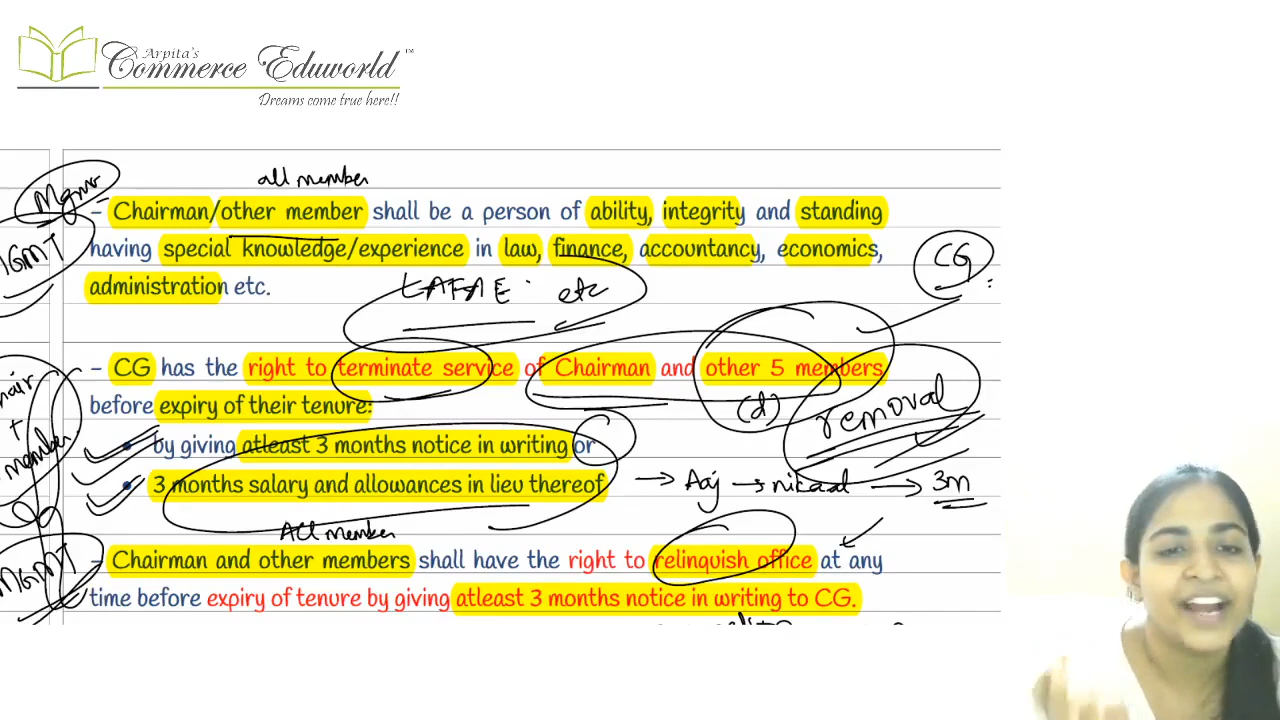 Arpita's
Commerce Eduworld™
Dreams come true here!!
all member
Mgmr
- Chairman/other member shall be a person of ability, integrity and standing
having special knowledge/experience in law, finance, accountancy, economics,
CG
administration etc.
LAFAE etc
- CG has the right to terminate service of Chairman and other 5 members
before expiry of their tenure:
(d) removal
+
member
• by giving atleast 3 months notice in writing or
• 3 months salary and allowances in lieu thereof → Aaj → nikaal → 3m
All member
Chairman and other members shall have the right to relinquish office at any
MGMT
time before expiry of tenure by giving atleast 3 months notice in writing to CG.